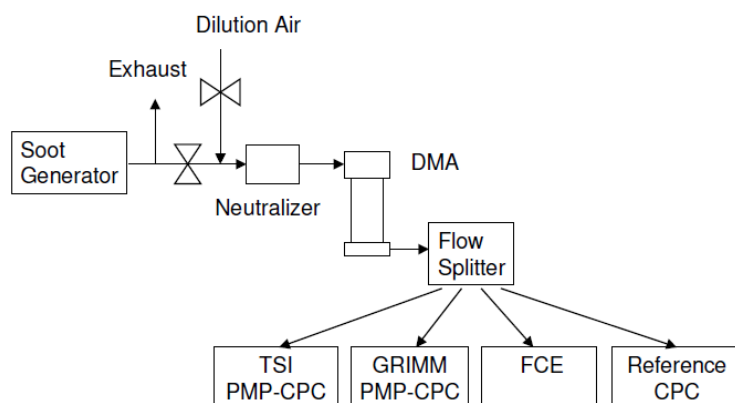 Dilution Air
Exhaust
Soot
Generator
Neutralizer
DMA
Flow
Splitter
TSI
PMP-CPC
GRIMM
PMP-CPC
FCE
Reference
CPC